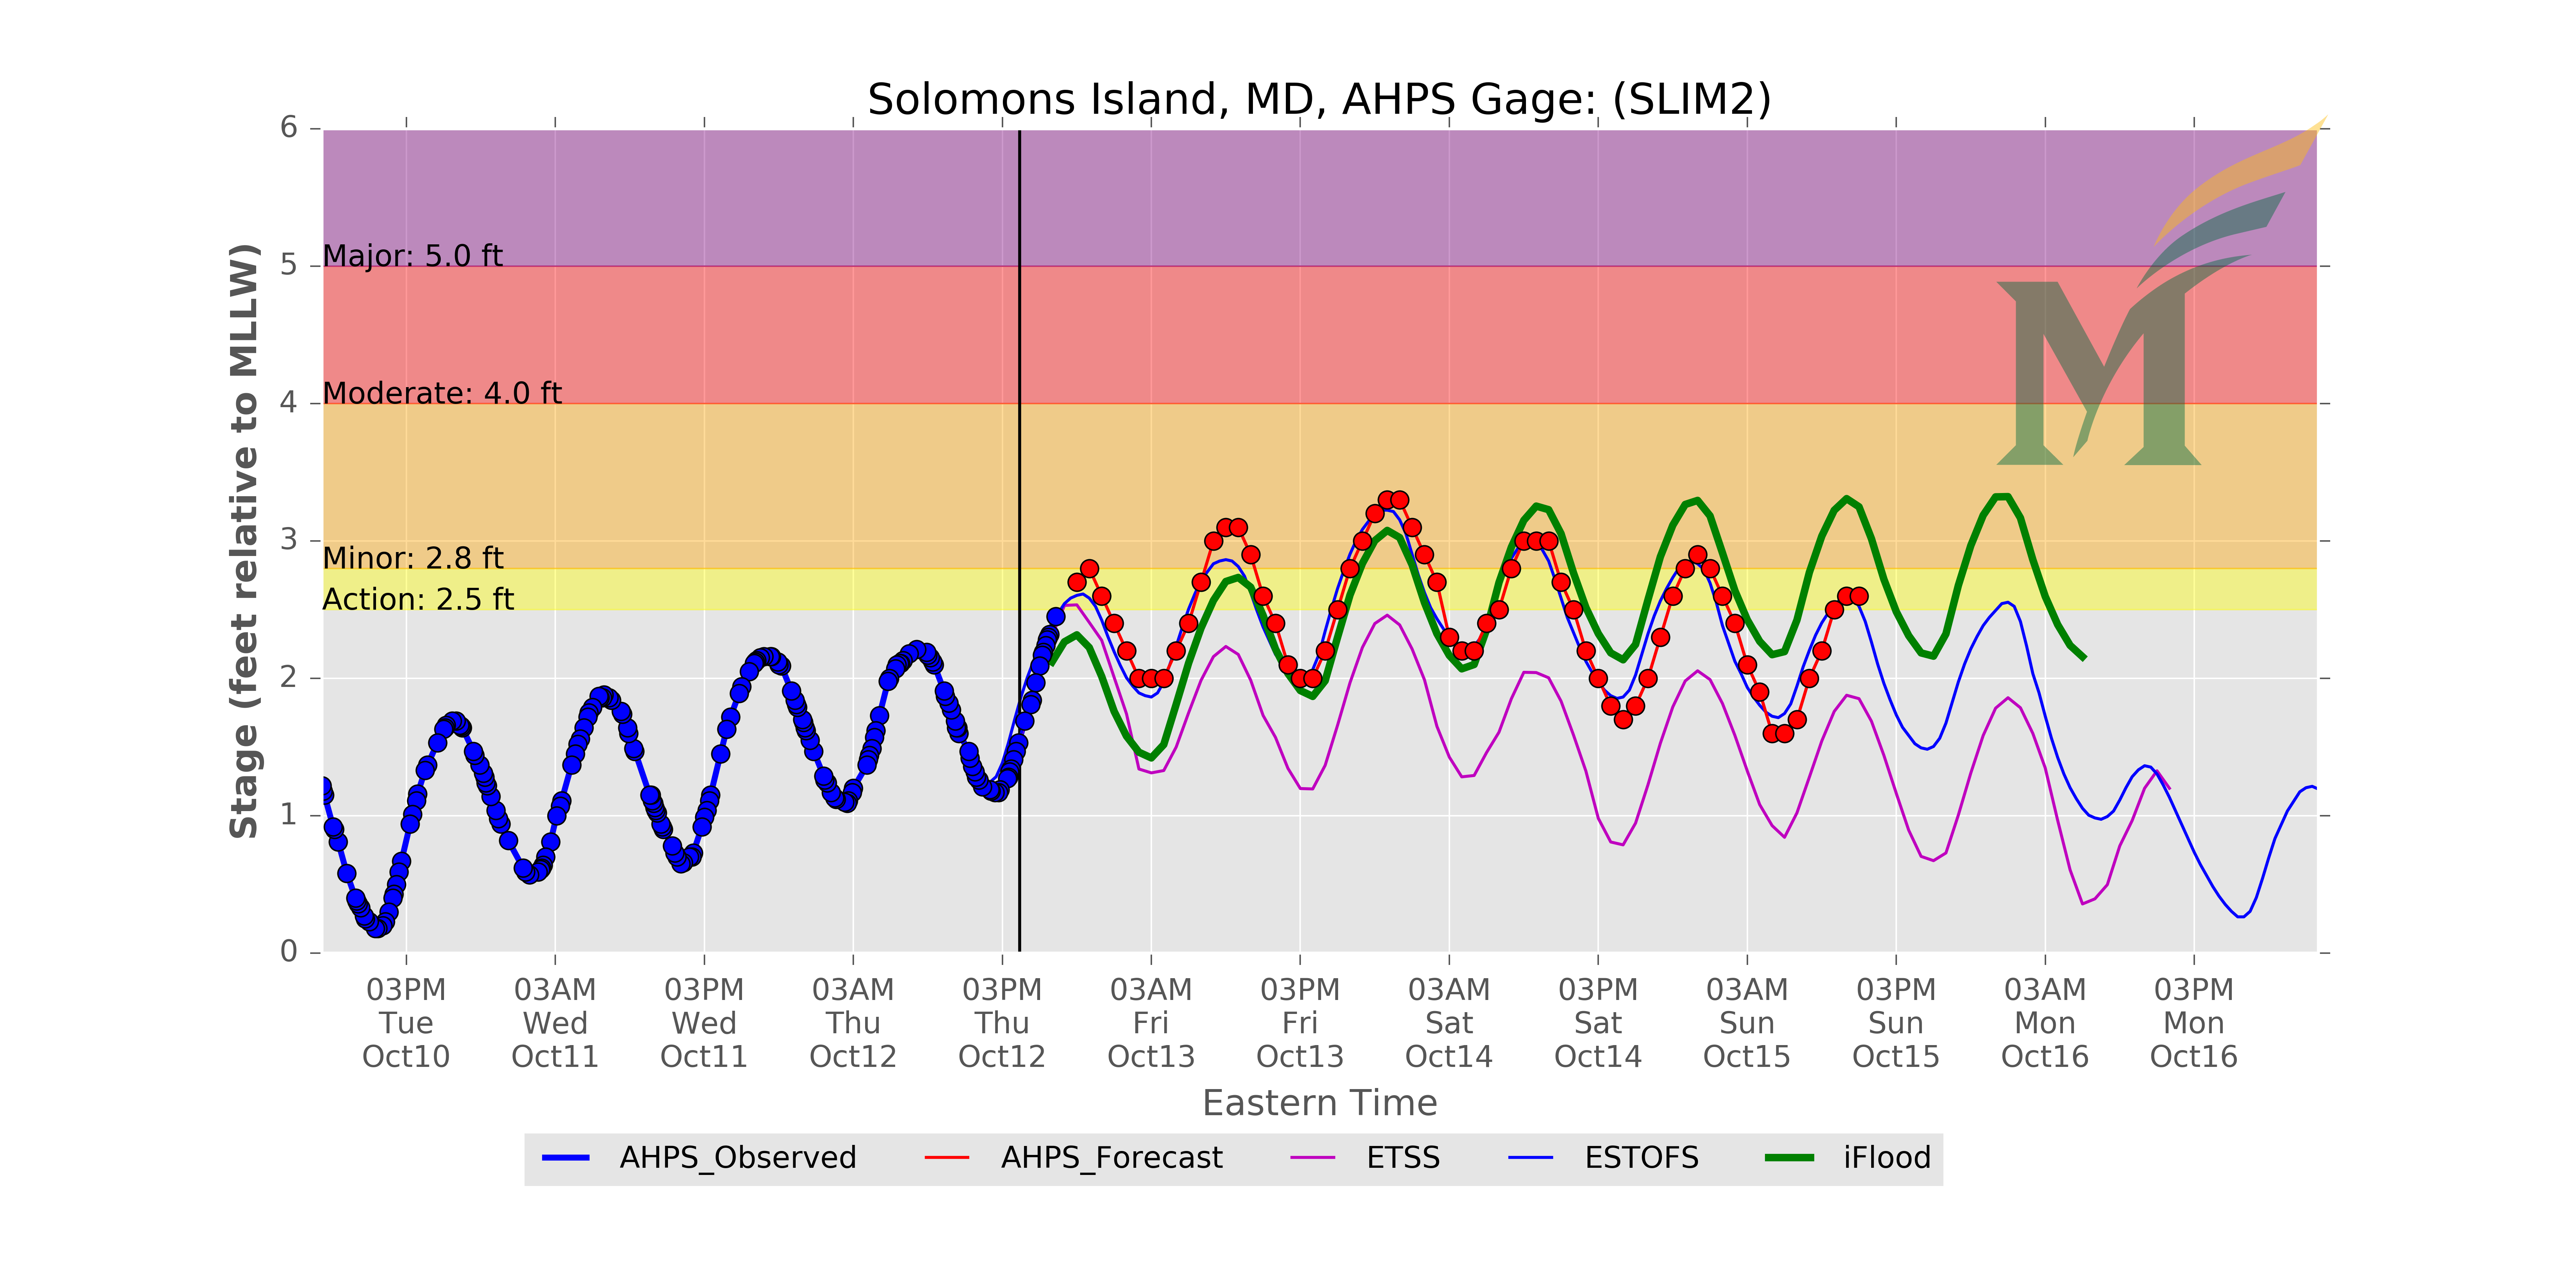 Solomons Island, MD, AHPS Gage: (SLIM2)
Stage (feet relative to MLLW)
6
5
4
3
2
1
0
Major: 5.0 ft
Moderate: 4.0 ft
Minor: 2.8 ft
Action: 2.5 ft
M
03PM 03AM 03PM 03AM 03PM 03AM 03PM 03AM 03PM 03AM 03PM 03AM 03PM
Tue Wed Wed Thu Thu Fri Fri Sat Sat Sun Sun Mon Mon
Oct10 Oct11 Oct11 Oct12 Oct12 Oct13 Oct13 Oct14 Oct14 Oct15 Oct15 Oct16 Oct16
Eastern Time
AHPS_Observed AHPS_Forecast ETSS ESTOFS iFlood